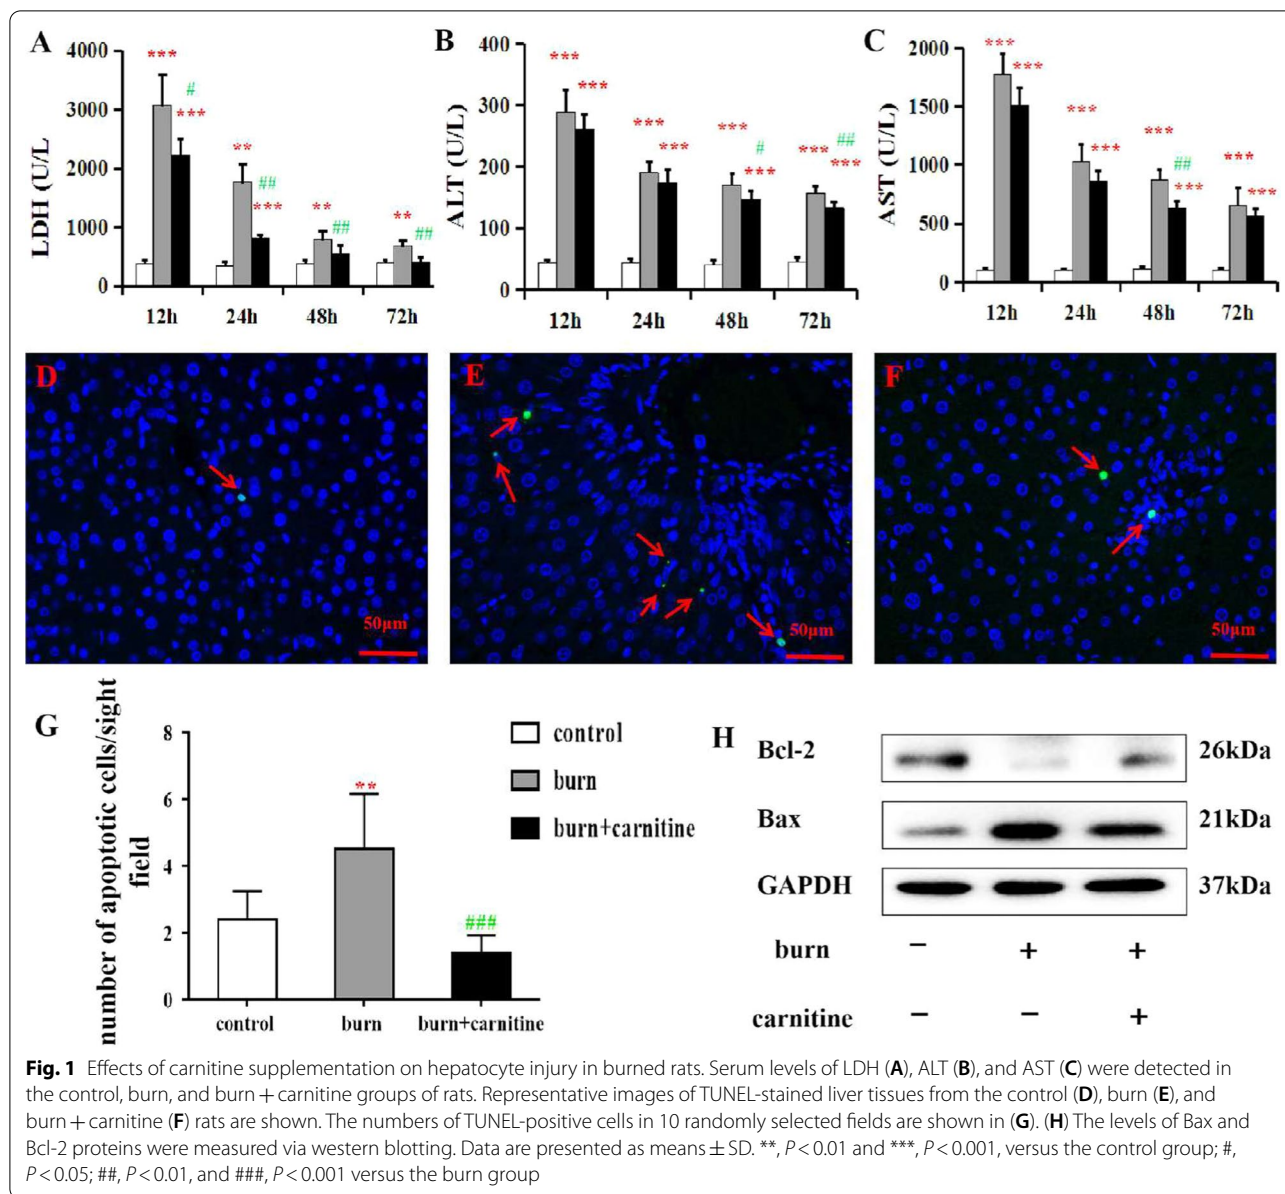 A
LDH (U/L
4000
3000
2000
1000
0
***
#
***
**
##
***
**
##
**
##
12h 24h 48h 72h
B
ALT (U/L)
400
300
200
100
0
***
***
***
***
***
#
***
***
##
***
12h 24h 48h 72h
C
AST (U/L)
2000
1500
1000
500
0
***
***
***
***
***
##
***
***
***
12h 24h 48h 72h
D
50μm
E
50μm
F
50μm
G
number of apoptotic cells/sight
field
8
6
4
2
0
**
###
control burn burn+carnitine
control
burn
burn+carnitine
H
Bcl-2 26kDa
Bax 21kDa
GAPDH 37kDa
burn − + +
carnitine − − +
Fig. 1 Effects of carnitine supplementation on hepatocyte injury in burned rats. Serum levels of LDH (A), ALT (B), and AST (C) were detected in
the control, burn, and burn + carnitine groups of rats. Representative images of TUNEL-stained liver tissues from the control (D), burn (E), and
burn + carnitine (F) rats are shown. The numbers of TUNEL-positive cells in 10 randomly selected fields are shown in (G). (H) The levels of Bax and
Bcl-2 proteins were measured via western blotting. Data are presented as means ± SD. **, P < 0.01 and ***, P < 0.001, versus the control group; #,
P < 0.05; ##, P < 0.01, and ###, P < 0.001 versus the burn group